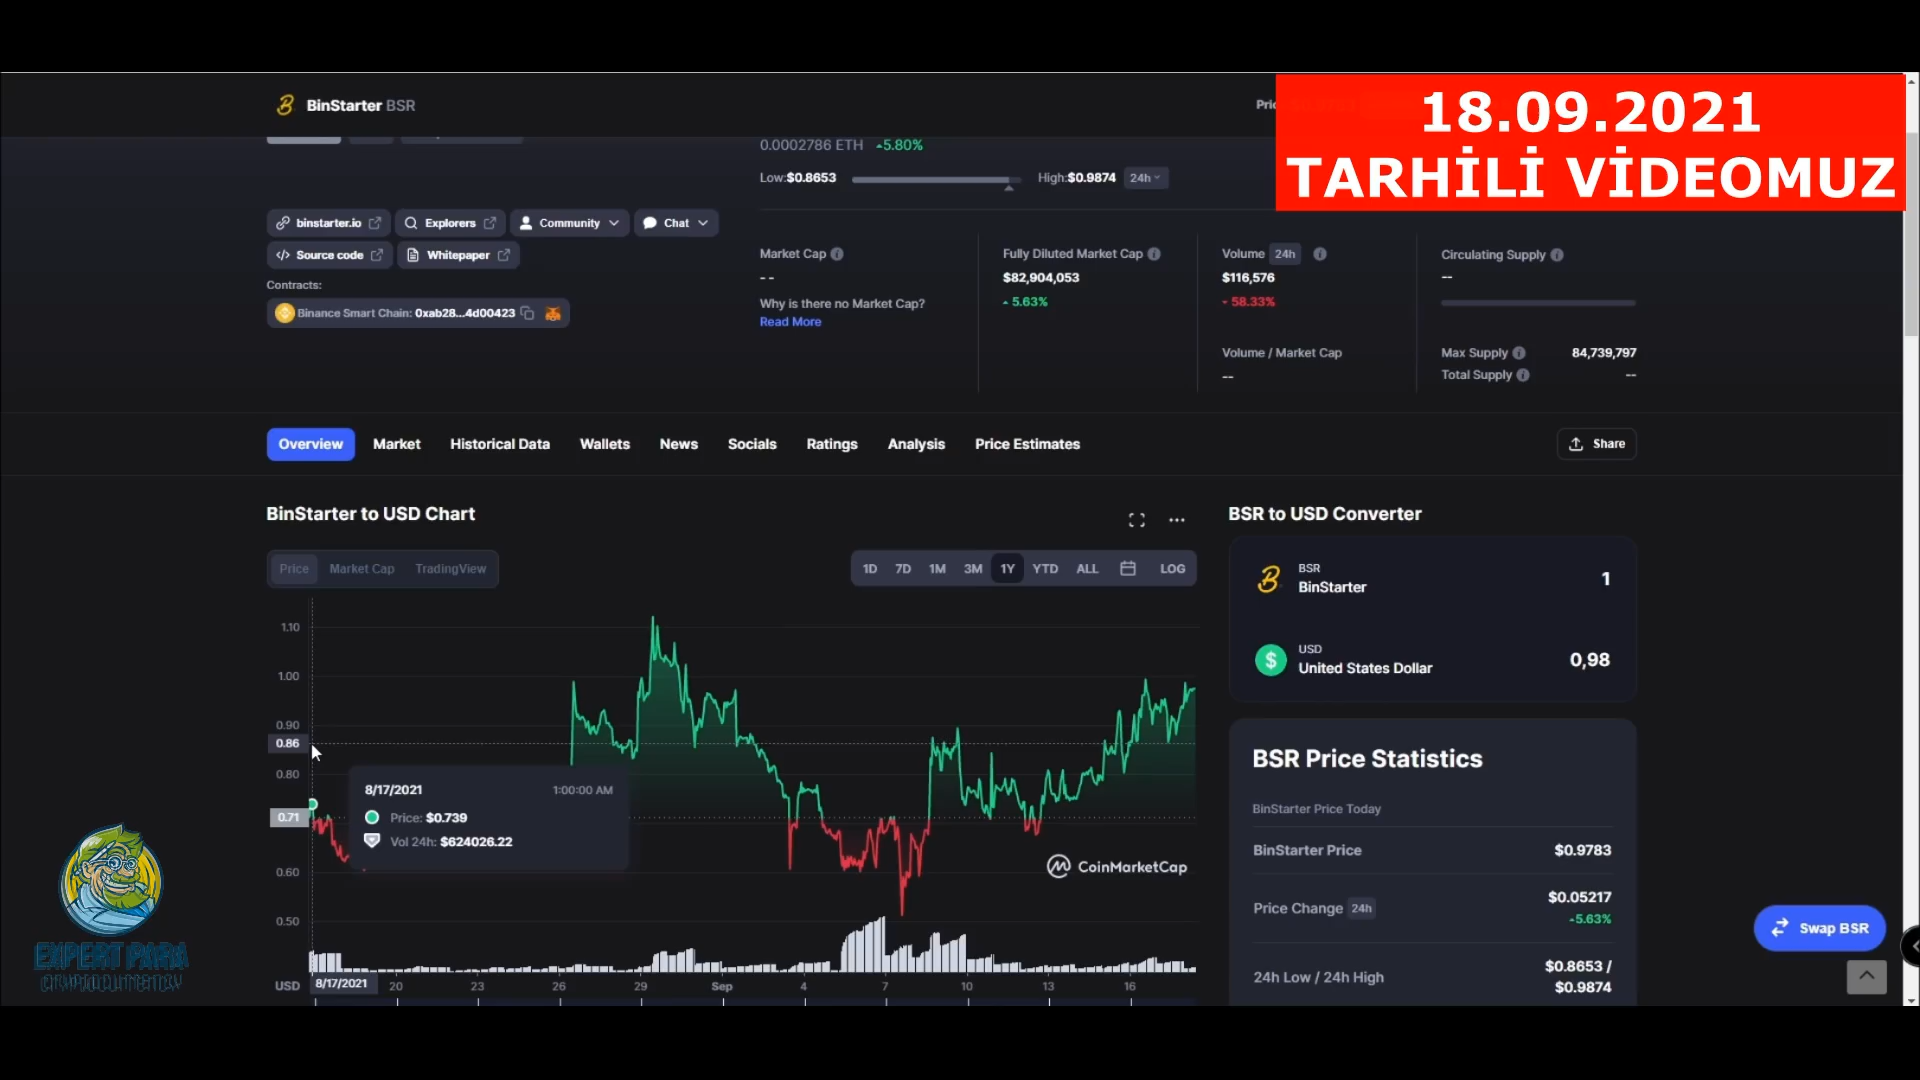 BinStarter BSR
18.09.2021
TARHİLİ VİDEOMUZ
0.0002786 ETH 5.80%
Low:$0.8653 High:$0.9874 24h
binstarter.io Explorers Community Chat
Source code Whitepaper
Contracts:
Binance Smart Chain: 0xab28...4d00423
Market Cap
- -
Why is there no Market Cap?
Read More
Fully Diluted Market Cap
$82,904,053
5.63%
Volume 24h
$116,576
58.33%
Volume / Market Cap
--
Circulating Supply
--
Max Supply 84,739,797
Total Supply --
Overview Market Historical Data Wallets News Socials Ratings Analysis Price Estimates Share
BinStarter to USD Chart
Price Market Cap TradingView
1D 7D 1M 3M 1Y YTD ALL LOG
1.10
1.00
0.90
0.86
0.80
0.71
0.60
0.50
8/17/2021 1:00:00 AM
Price: $0.739
Vol 24h: $624026.22
CoinMarketCap
USD 8/17/2021 20 23 26 29 Sep 4 7 10 13 16
BSR to USD Converter
BSR
BinStarter 1
USD
United States Dollar 0,98
BSR Price Statistics
BinStarter Price Today
BinStarter Price $0.9783
Price Change 24h $0.05217
5.63%
24h Low / 24h High $0.8653 /
$0.9874
Swap BSR
EXPERT PARA